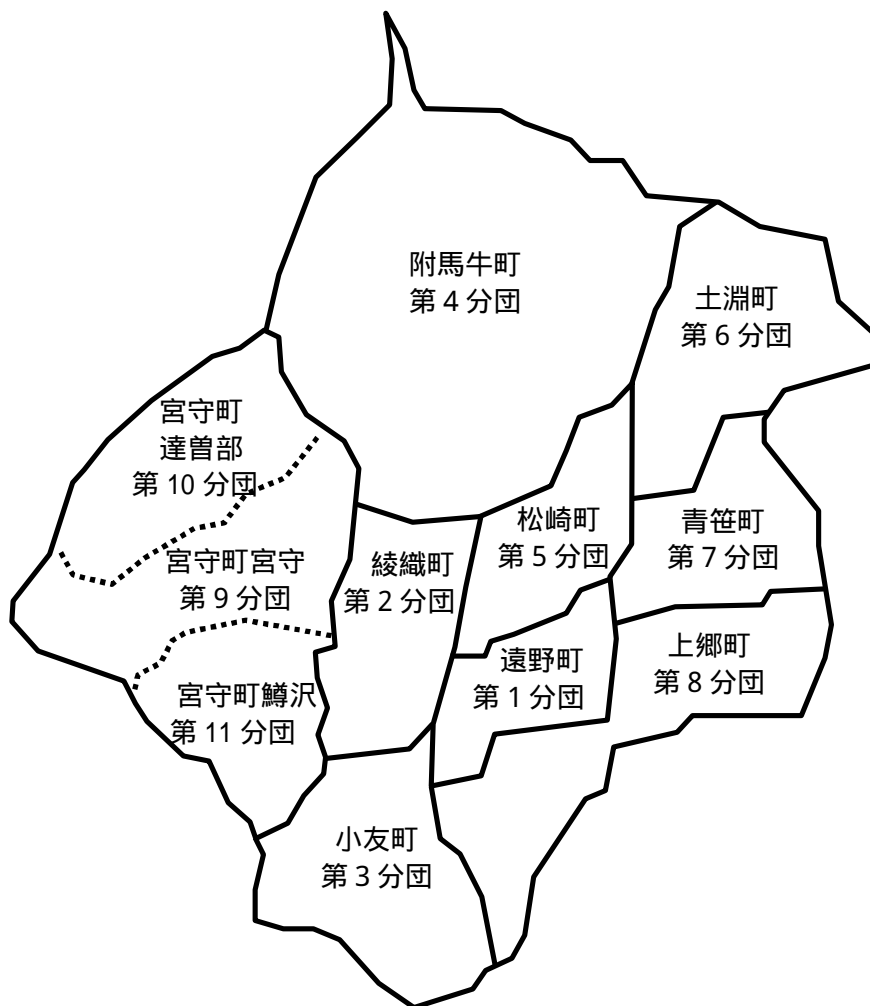 附馬牛町
第 4 分団
土淵町
第 6 分団
宮守町
達曽部
第 10 分団
松崎町
第 5 分団
青笹町
第 7 分団
宮守町宮守
第 9 分団
綾織町
第 2 分団
遠野町
第 1 分団
上郷町
第 8 分団
宮守町鱒沢
第 11 分団
小友町
第 3 分団